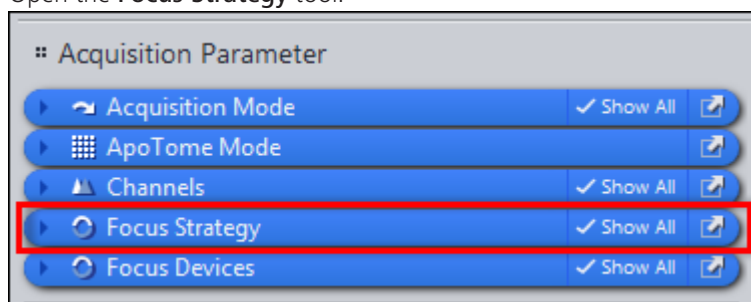 Open the Focus Strategy tool.
Acquisition Parameter
Acquisition Mode Show All
ApoTome Mode
Channels Show All
Focus Strategy Show All
Focus Devices Show All